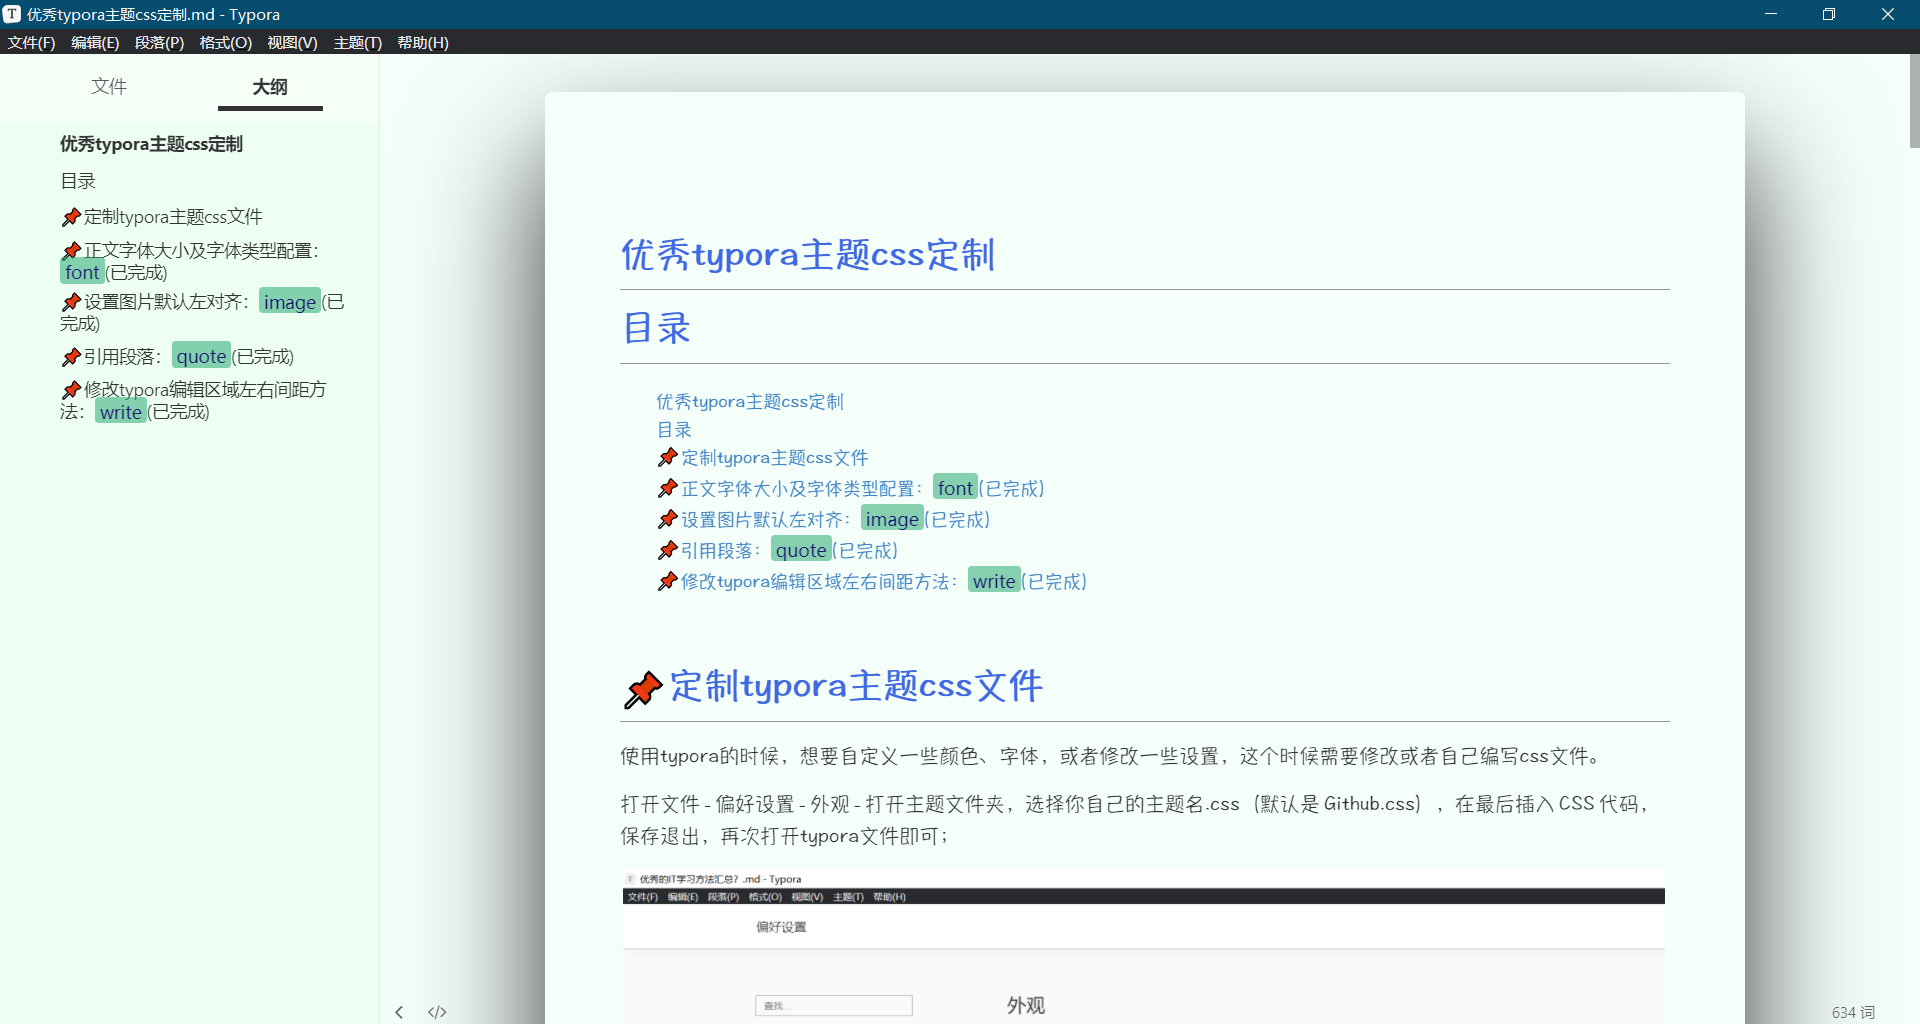 优秀typora主题css定制.md - Typora
文件(F) 编辑(E) 段落(P) 格式(O) 视图(V) 主题(T) 帮助(H)
文件 大纲
优秀typora主题css定制
目录
📌定制typora主题css文件
📌正文字体大小及字体类型配置：
font(已完成)
📌设置图片默认左对齐： image(已
完成)
📌引用段落： quote(已完成)
📌修改typora编辑区域左右间距方
法： write(已完成)
优秀typora主题css定制
目录
优秀typora主题css定制
目录
📌定制typora主题css文件
📌正文字体大小及字体类型配置： font(已完成)
📌设置图片默认左对齐： image(已完成)
📌引用段落： quote(已完成)
📌修改typora编辑区域左右间距方法： write(已完成)
📌定制typora主题css文件
使用typora的时候，想要自定义一些颜色、字体，或者修改一些设置，这个时候需要修改或者自己编写css文件。
打开文件 - 偏好设置 - 外观 - 打开主题文件夹，选择你自己的主题名.css（默认是 Github.css），在最后插入 CSS 代码，
保存退出，再次打开typora文件即可；
T 优秀的IT学习方法汇总？.md - Typora
文件(F) 编辑(E) 段落(P) 格式(O) 视图(V) 主题(T) 帮助(H)
偏好设置
查找...
外观
</> 634 词